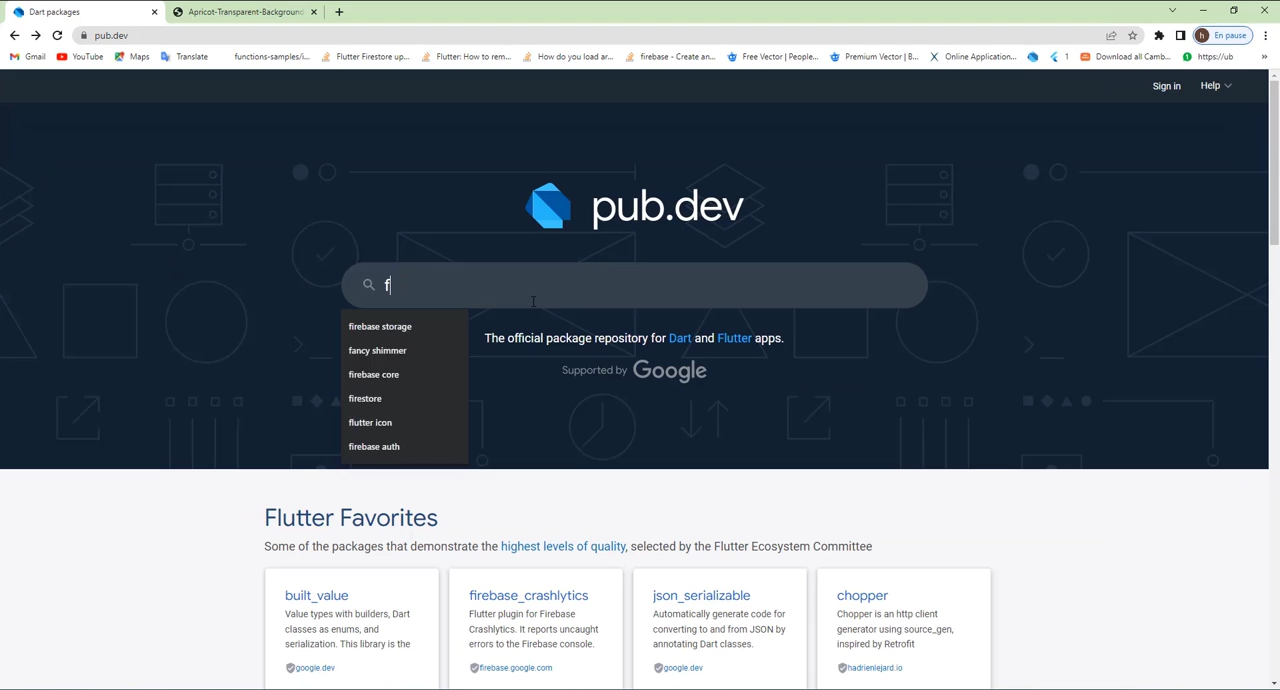 Dart packages
Apricot-Transparent-Background
pub.dev
En pause
h
Gmail
YouTube
Maps
Translate
functions-samples/i...
Flutter Firestore up...
Flutter: How to rem...
How do you load ar...
firebase - Create an...
Free Vector | People...
Premium Vector | B...
Online Application...
1
Download all Camb...
https://ub
»
Sign in
Help
pub.dev
f
firebase storage
fancy shimmer
firebase core
firestore
flutter icon
firebase auth
The official package repository for Dart and Flutter apps.
Supported by Google
Flutter Favorites
Some of the packages that demonstrate the highest levels of quality, selected by the Flutter Ecosystem Committee
built_value
Value types with builders, Dart
classes as enums, and
serialization. This library is the
google.dev
firebase_crashlytics
Flutter plugin for Firebase
Crashlytics. It reports uncaught
errors to the Firebase console.
firebase.google.com
json_serializable
Automatically generate code for
converting to and from JSON by
annotating Dart classes.
google.dev
chopper
Chopper is an http client
generator using source_gen,
inspired by Retrofit
hadrienlejard.io